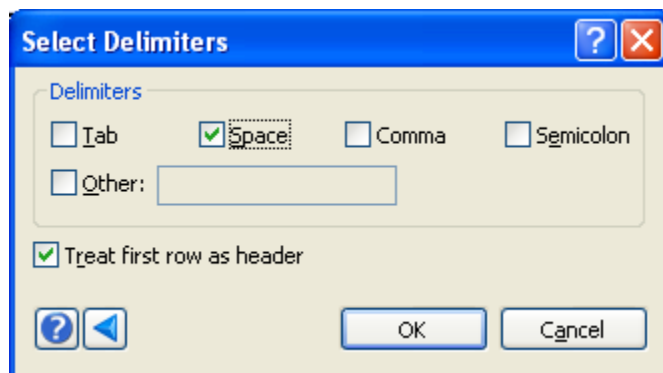 Select Delimiters
Delimiters
Tab Space Comma Semicolon
Other:
Treat first row as header
OK Cancel